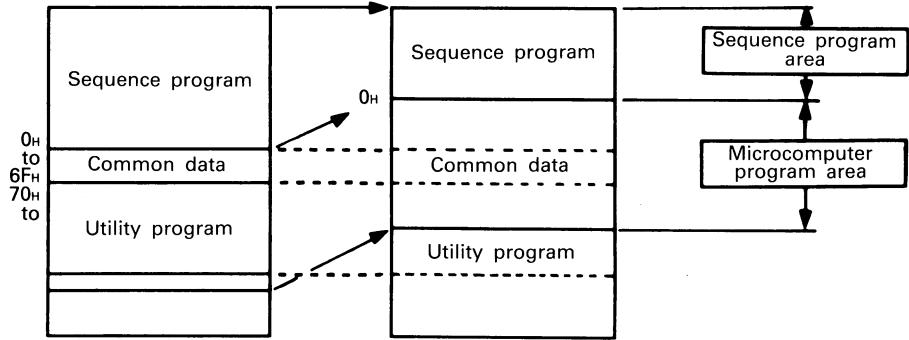 Sequence program
0H
to
6FH
70H
to
Common data
Utility program
Sequence program
0H
Common data
Utility program
Sequence program
area
Microcomputer
program area